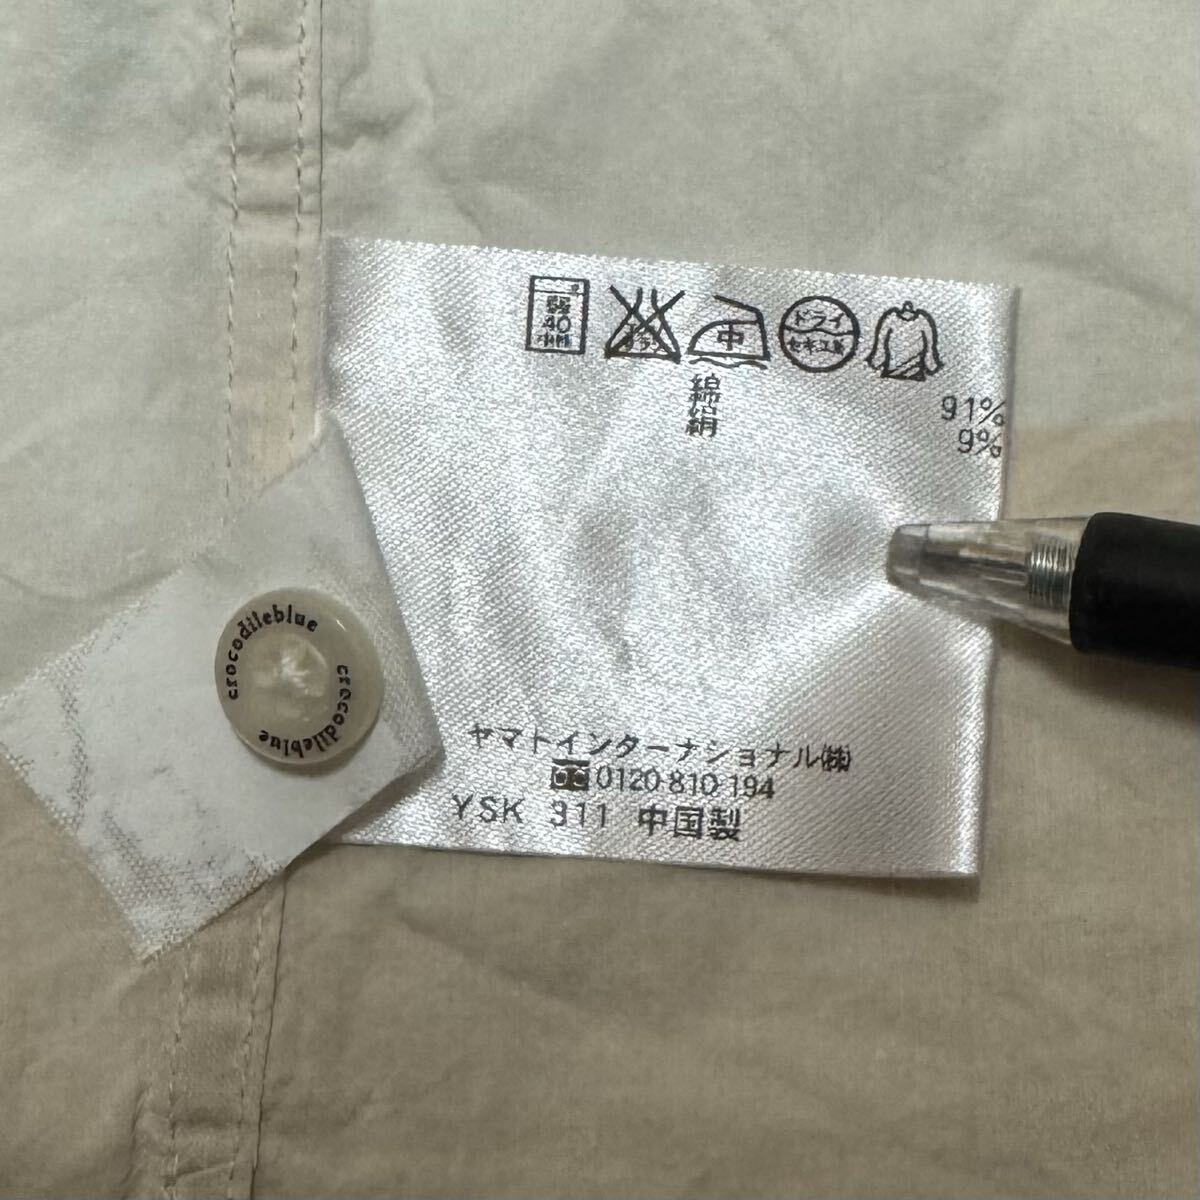 弱
40
中
ドライ
セキユ系
綿 91%
絹 9%
crocodileblue
crocodileblue
ヤマトインターナショナル㈱
0120-810-194
YSK 311 中国製